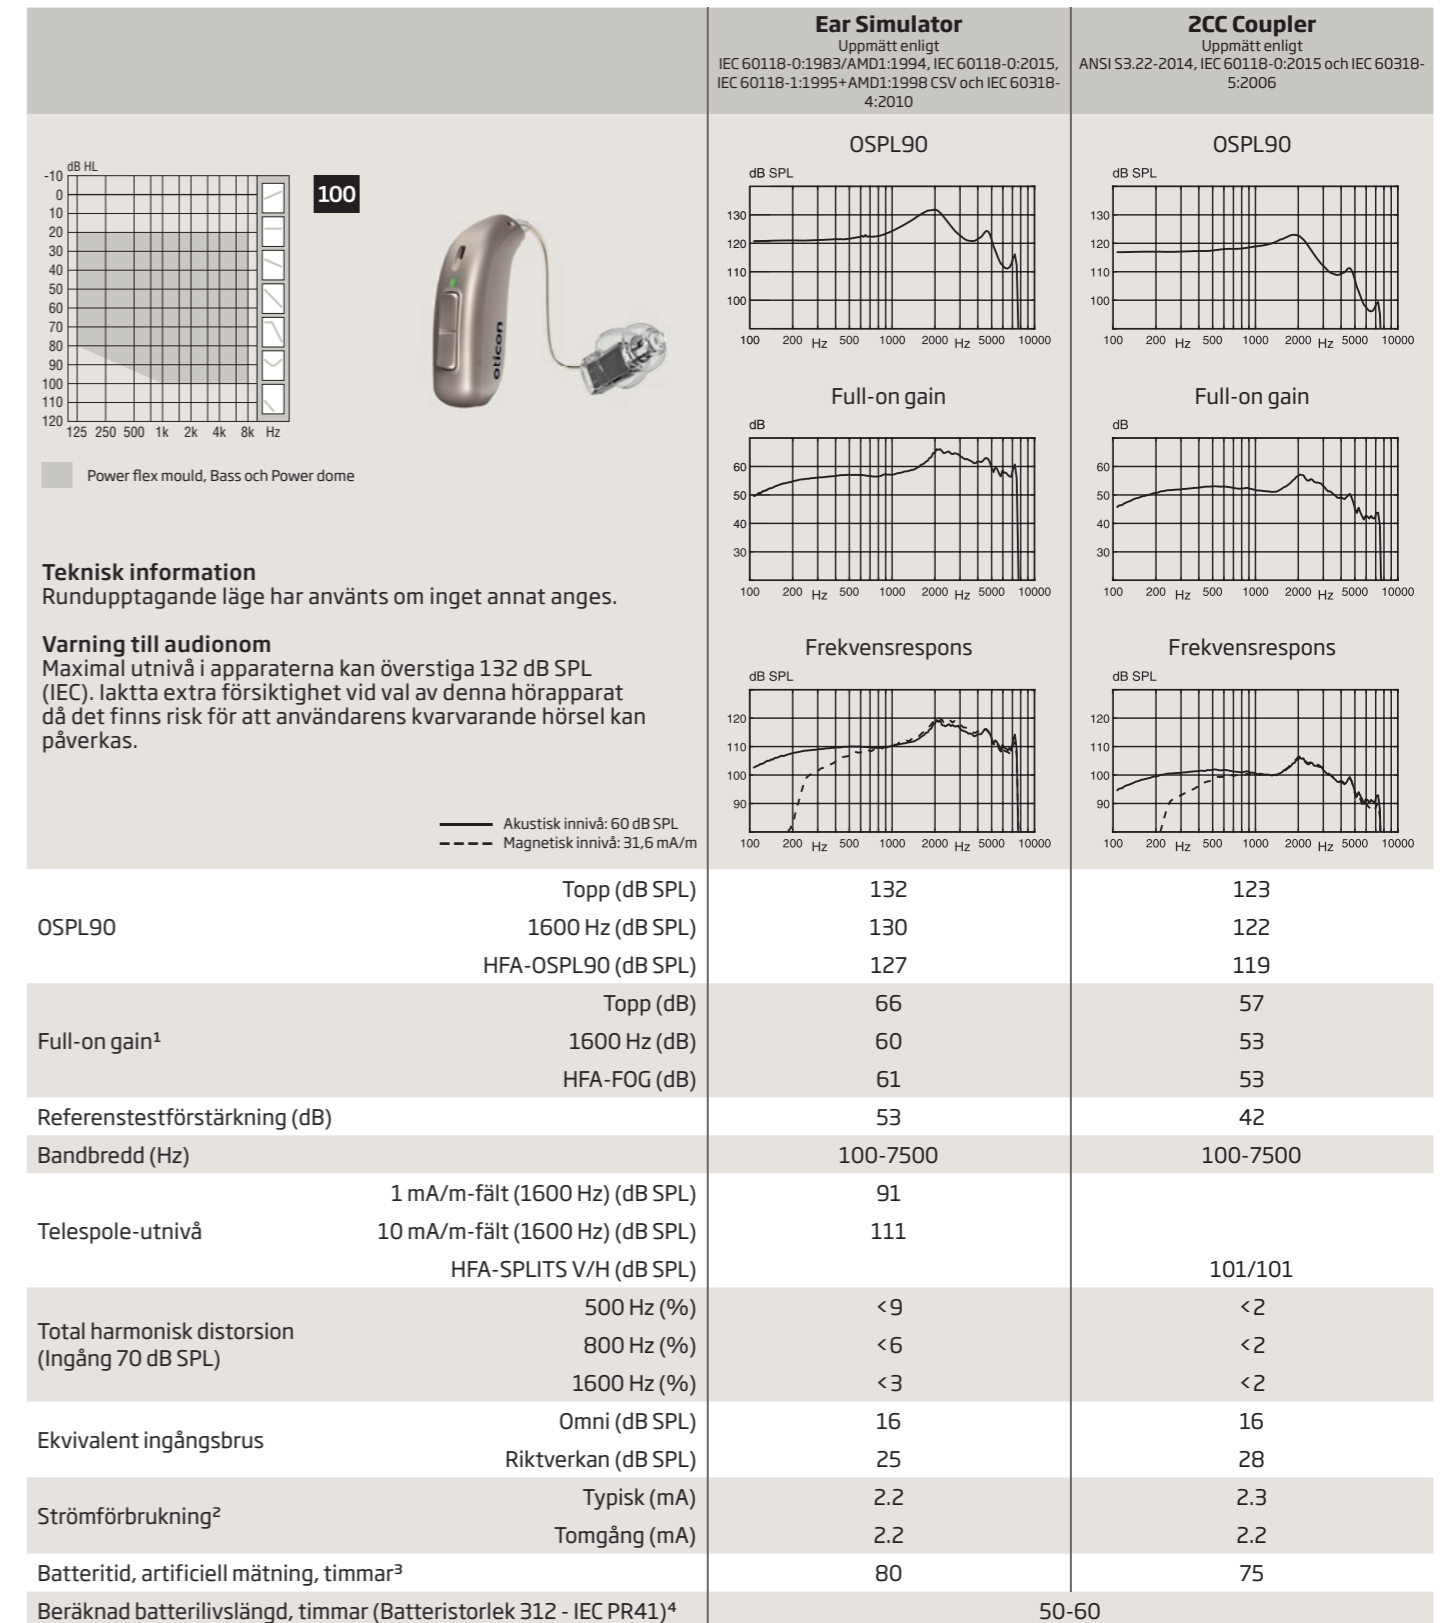 Ear Simulator
Uppmätt enligt
IEC 60118-0:1983/AMD1:1994, IEC 60118-0:2015,
IEC 60118-1:1995+AMD1:1998 CSV och IEC 60318-
4:2010
2CC Coupler
Uppmätt enligt
ANSI S3.22-2014, IEC 60118-0:2015 och IEC 60318-
5:2006
dB HL
-10
0
10
20
30
40
50
60
70
80
90
100
110
120
125 250 500 1k 2k 4k 8k Hz
100
oticon
Power flex mould, Bass och Power dome
Teknisk information
Rundupptagande läge har använts om inget annat anges.
Varning till audionom
Maximal utnivå i apparaterna kan överstiga 132 dB SPL
(IEC). Iaktta extra försiktighet vid val av denna hörapparat
då det finns risk för att användarens kvarvarande hörsel kan
påverkas.
Akustisk innivå: 60 dB SPL
Magnetisk innivå: 31,6 mA/m
OSPL90
dB SPL
130
120
110
100
100 200 Hz 500 1000 2000 Hz 5000 10000
OSPL90
dB SPL
130
120
110
100
100 200 Hz 500 1000 2000 Hz 5000 10000
Full-on gain
dB
60
50
40
30
100 200 Hz 500 1000 2000 Hz 5000 10000
Full-on gain
dB
60
50
40
30
100 200 Hz 500 1000 2000 Hz 5000 10000
Frekvensrespons
dB SPL
120
110
100
90
100 200 Hz 500 1000 2000 Hz 5000 10000
Frekvensrespons
dB SPL
120
110
100
90
100 200 Hz 500 1000 2000 Hz 5000 10000
OSPL90
Topp (dB SPL) 132 123
1600 Hz (dB SPL) 130 122
HFA-OSPL90 (dB SPL) 127 119
Full-on gain¹
Topp (dB) 66 57
1600 Hz (dB) 60 53
HFA-FOG (dB) 61 53
Referenstestförstärkning (dB) 53 42
Bandbredd (Hz) 100-7500 100-7500
Telespole-utnivå
1 mA/m-fält (1600 Hz) (dB SPL) 91
10 mA/m-fält (1600 Hz) (dB SPL) 111
HFA-SPLITS V/H (dB SPL) 101/101
Total harmonisk distorsion
(Ingång 70 dB SPL)
500 Hz (%) <9 <2
800 Hz (%) <6 <2
1600 Hz (%) <3 <2
Ekvivalent ingångsbrus
Omni (dB SPL) 16 16
Riktverkan (dB SPL) 25 28
Strömförbrukning²
Typisk (mA) 2.2 2.3
Tomgång (mA) 2.2 2.2
Batteritid, artificiell mätning, timmar³ 80 75
Beräknad batterilivslängd, timmar (Batteristorlek 312 - IEC PR41)⁴ 50-60